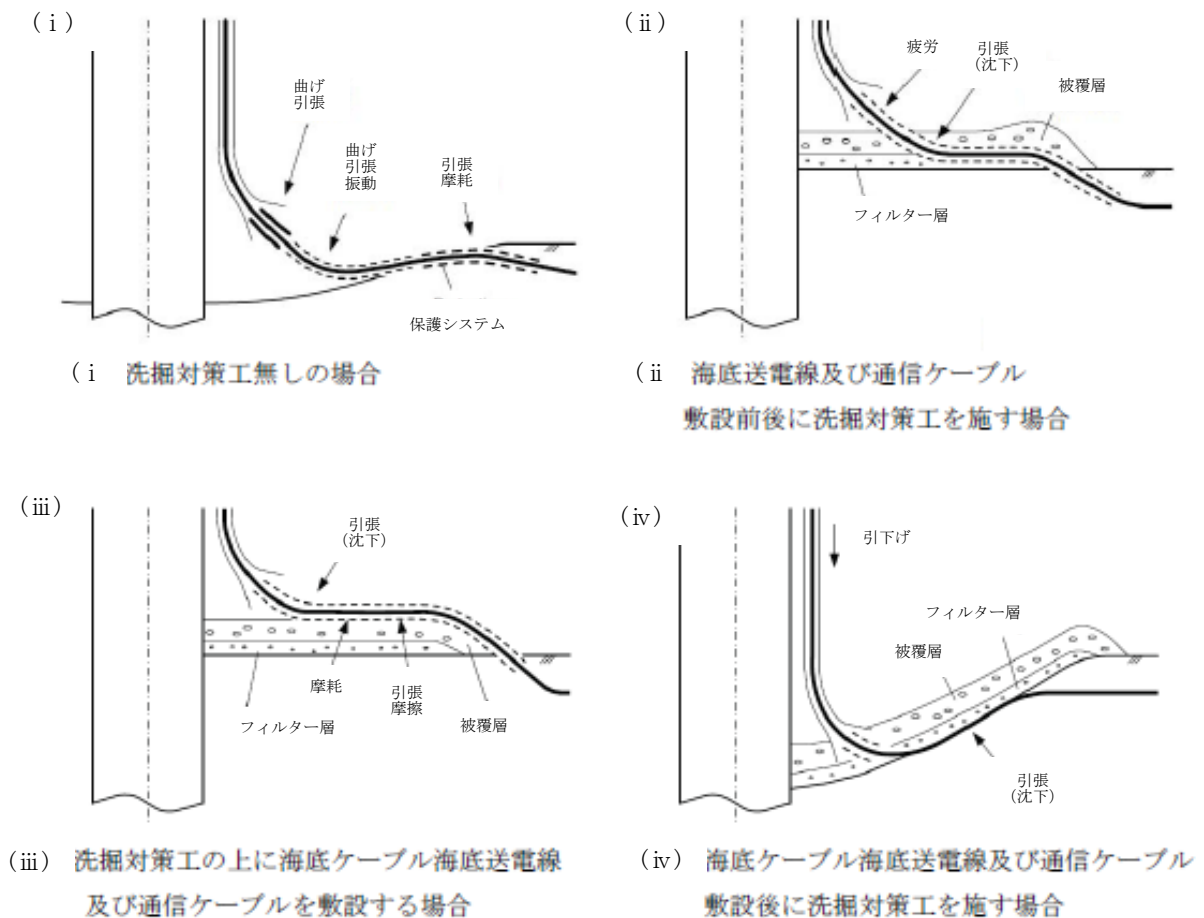 (ⅰ)
曲げ
引張
曲げ
引張
振動
引張
摩耗
保護システム
(ⅰ 洗掘対策工無しの場合
(ⅱ)
疲労
引張
(沈下)
被覆層
フィルター層
(ⅱ 海底送電線及び通信ケーブル
敷設前後に洗掘対策工を施す場合
(ⅲ)
引張
(沈下)
摩耗
引張
摩擦
フィルター層
被覆層
(ⅲ) 洗掘対策工の上に海底ケーブル海底送電線
及び通信ケーブルを敷設する場合
(ⅳ)
引下げ
フィルター層
被覆層
引張
(沈下)
(ⅳ) 海底ケーブル海底送電線及び通信ケーブル
敷設後に洗掘対策工を施す場合